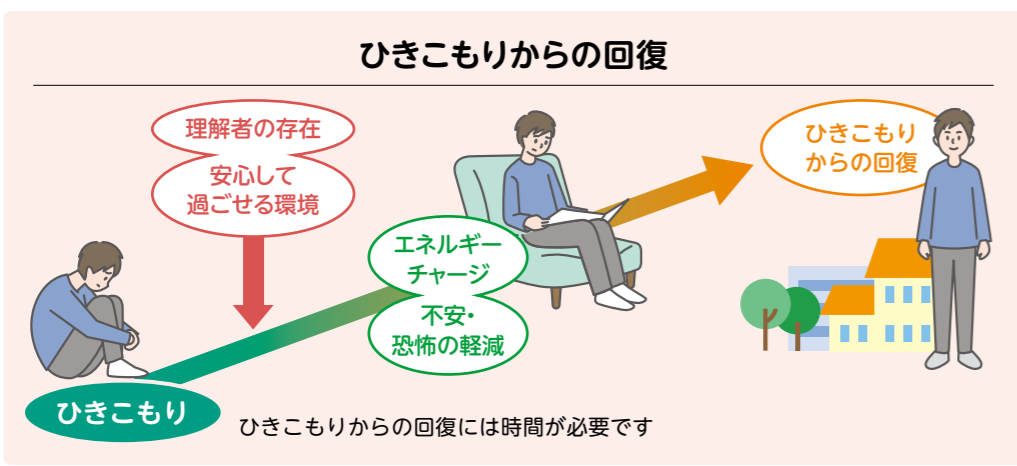 ひきこもりからの回復
理解者の存在
安心して
過ごせる環境
ひきこもり
からの回復
エネルギー
チャージ
不安・
恐怖の軽減
ひきこもり
ひきこもりからの回復には時間が必要です